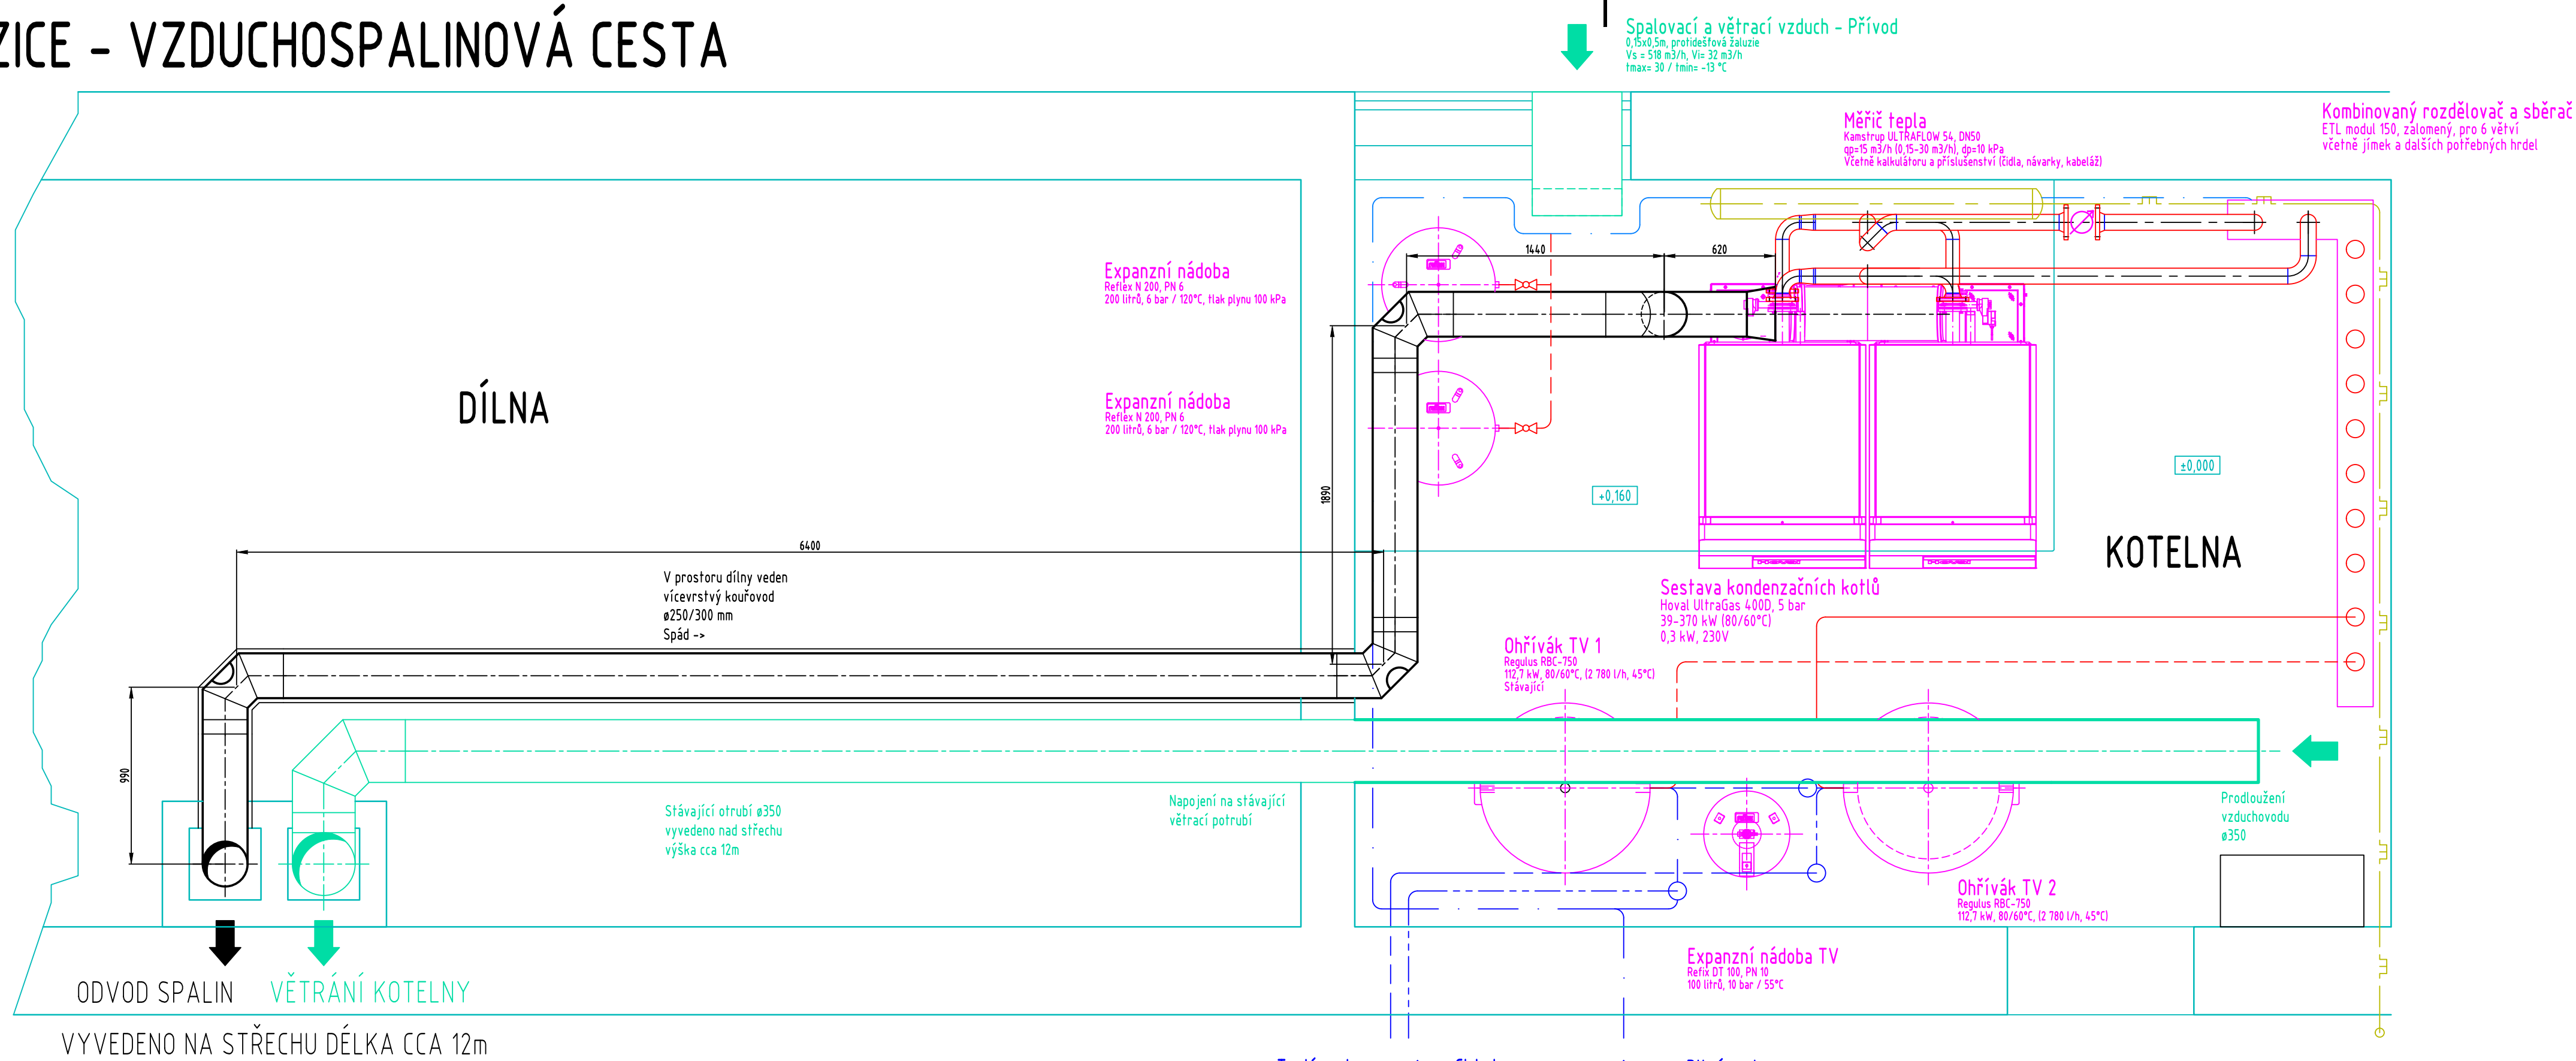 ZICE - VZDUCHOSPALINOVÁ CESTA
Spalovací a větrací vzduch - Přívod
0,15x0,5m, protidešťová žaluzie
Vs = 518 m3/h, Vi= 32 m3/h
tmax= 30 / tmin= -13 °C
Měřič tepla
Kamstrup ULTRAFLOW 54, DN50
qp=15 m3/h (0,15-30 m3/h), dp=10 kPa
Včetně kalkulátoru a příslušenství (čidla, návarky, kabeláž)
Kombinovaný rozdělovač a sběrač
ETL modul 150, zalomený, pro 6 větví
včetně jímek a dalších potřebných hrdel
1440
620
Expanzní nádoba
Reflex N 200, PN 6
200 litrů, 6 bar / 120°C, tlak plynu 100 kPa
DÍLNA
Expanzní nádoba
Reflex N 200, PN 6
200 litrů, 6 bar / 120°C, tlak plynu 100 kPa
1890
+0,160
±0,000
KOTELNA
6400
V prostoru dílny veden
vícevrstvý kouřovod
ø250/300 mm
Spád ->
Sestava kondenzačních kotlů
Hoval UltraGas 400D, 5 bar
39-370 kW (80/60°C)
0,3 kW, 230V
Ohřívák TV 1
Regulus RBC-750
112,7 kW, 80/60°C, (2 780 l/h, 45°C)
Stávající
990
Stávající otrubí ø350
vyvedeno nad střechu
výška cca 12m
Napojení na stávající
větrací potrubí
Prodloužení
vzduchovodu
ø350
Ohřívák TV 2
Regulus RBC-750
112,7 kW, 80/60°C, (2 780 l/h, 45°C)
Expanzní nádoba TV
Refix DT 100, PN 10
100 litrů, 10 bar / 55°C
ODVOD SPALIN
VĚTRÁNÍ KOTELNY
VYVEDENO NA STŘECHU DÉLKA CCA 12m